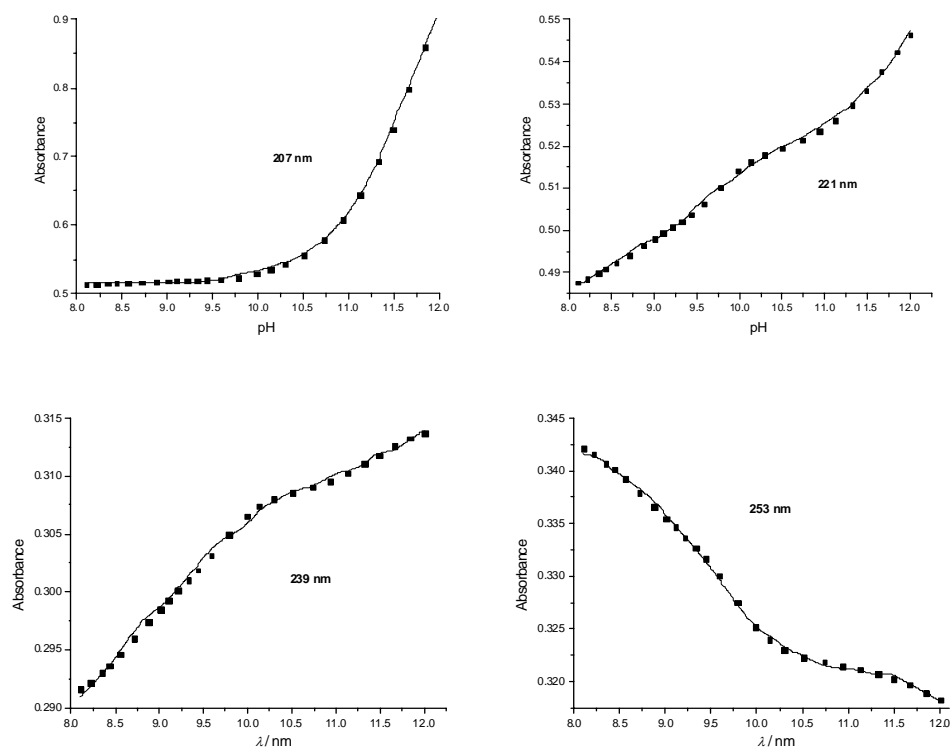 0.9
0.8
0.7
0.6
0.5
Absorbance
207 nm
8.0 8.5 9.0 9.5 10.0 10.5 11.0 11.5 12.0
pH
0.55
0.54
0.53
0.52
0.51
0.50
0.49
Absorbance
221 nm
8.0 8.5 9.0 9.5 10.0 10.5 11.0 11.5 12.0
pH
0.315
0.310
0.305
0.300
0.295
0.290
Absorbance
239 nm
8.0 8.5 9.0 9.5 10.0 10.5 11.0 11.5 12.0
λ / nm
0.345
0.340
0.335
0.330
0.325
0.320
Absorbance
253 nm
8.0 8.5 9.0 9.5 10.0 10.5 11.0 11.5 12.0
λ / nm